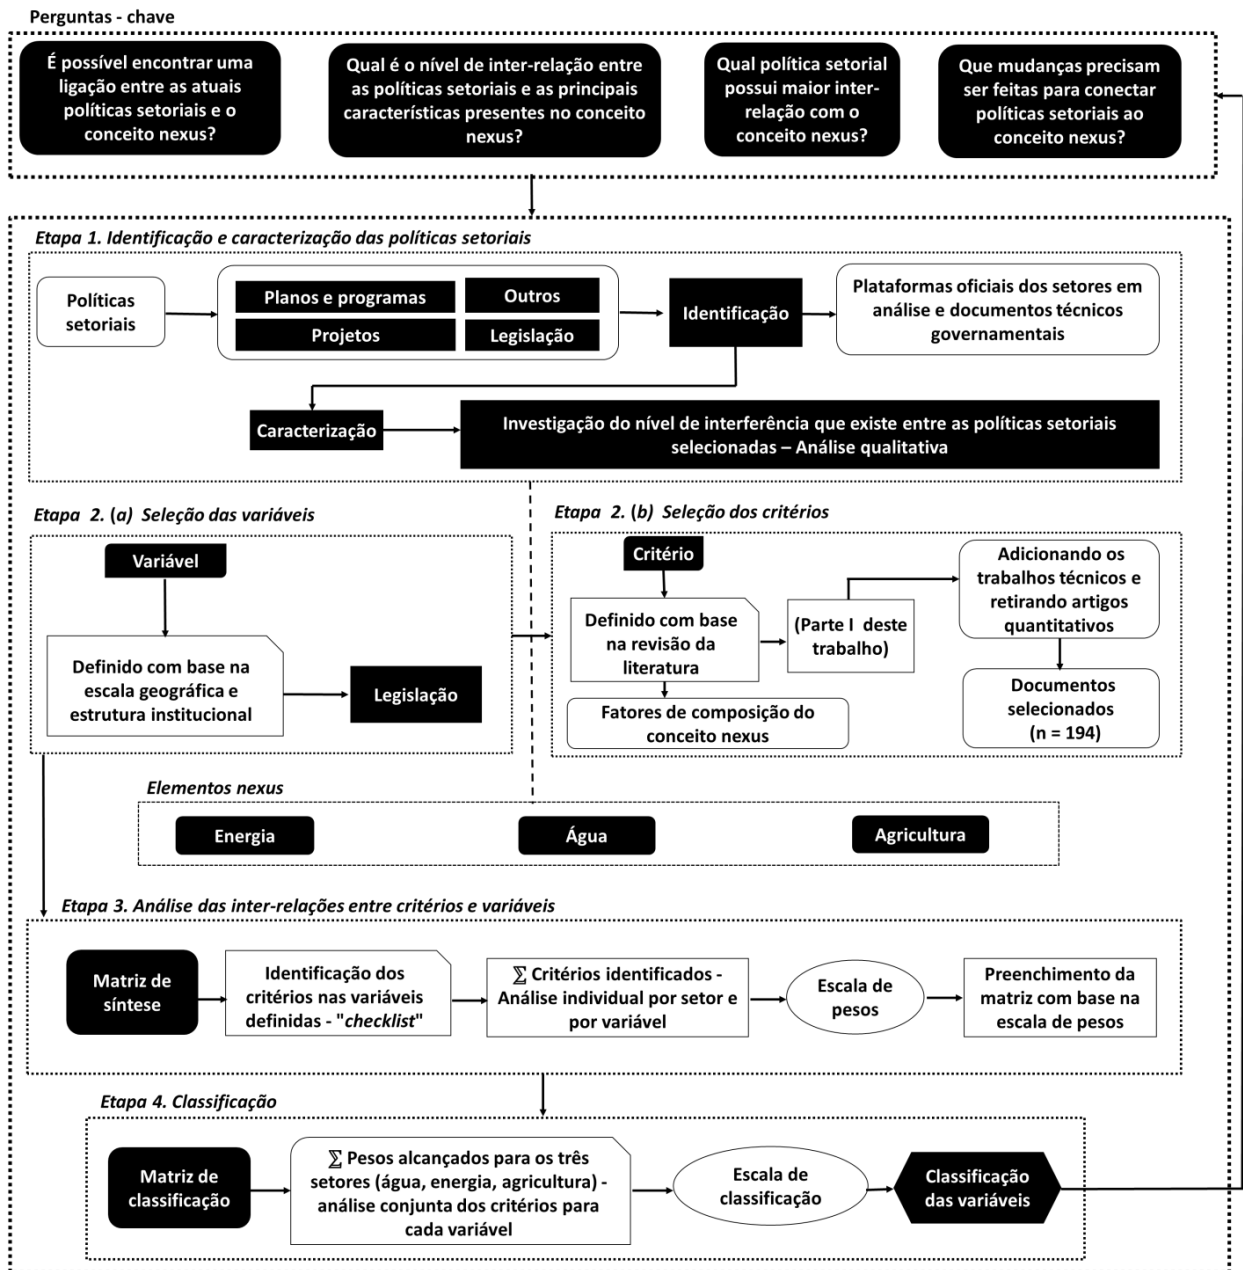 Perguntas - chave
É possível encontrar uma
ligação entre as atuais
políticas setoriais e o
conceito nexus?
Qual é o nível de inter-relação entre
as políticas setoriais e as principais
características presentes no conceito
nexus?
Qual política setorial
possui maior inter-
relação com o
conceito nexus?
Que mudanças precisam
ser feitas para conectar
políticas setoriais ao
conceito nexus?
Etapa 1. Identificação e caracterização das políticas setoriais
Políticas
setoriais
Planos e programas
Outros
Projetos
Legislação
Identificação
Plataformas oficiais dos setores em
análise e documentos técnicos
governamentais
Caracterização
Investigação do nível de interferência que existe entre as políticas setoriais
selecionadas – Análise qualitativa
Etapa 2. (a) Seleção das variáveis
Variável
Definido com base na
escala geográfica e
estrutura institucional
Legislação
Etapa 2. (b) Seleção dos critérios
Critério
Definido com base
na revisão da
literatura
(Parte I deste
trabalho)
Adicionando os
trabalhos técnicos e
retirando artigos
quantitativos
Fatores de composição do
conceito nexus
Documentos
selecionados
(n = 194)
Elementos nexus
Energia
Água
Agricultura
Etapa 3. Análise das inter-relações entre critérios e variáveis
Matriz de
síntese
Identificação dos
critérios nas variáveis
definidas - "checklist"
∑ Critérios identificados -
Análise individual por setor e
por variável
Escala de
pesos
Preenchimento da
matriz com base na
escala de pesos
Etapa 4. Classificação
Matriz de
classificação
∑ Pesos alcançados para os três
setores (água, energia, agricultura) -
análise conjunta dos critérios para
cada variável
Escala de
classificação
Classificação
das variáveis